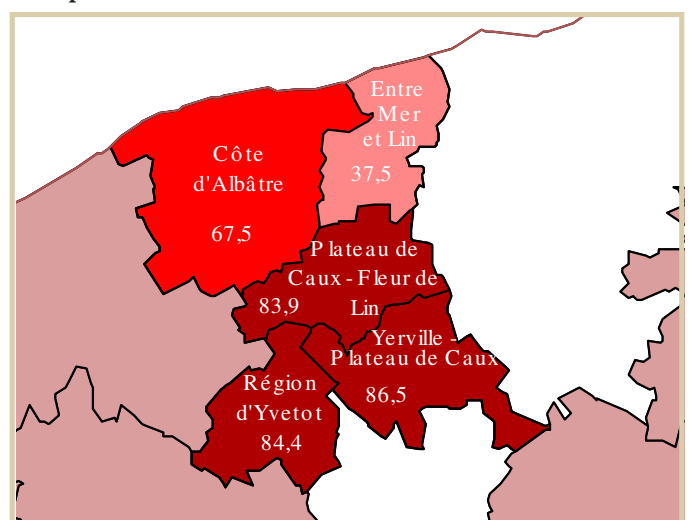 Entre
Mer
et Lin
37,5
Côte
d'Albâtre
67,5
Plateau de
Caux - Fleur de
Lin
83,9
Yerville -
Plateau de Caux
86,5
Région
d'Yvetot
84,4